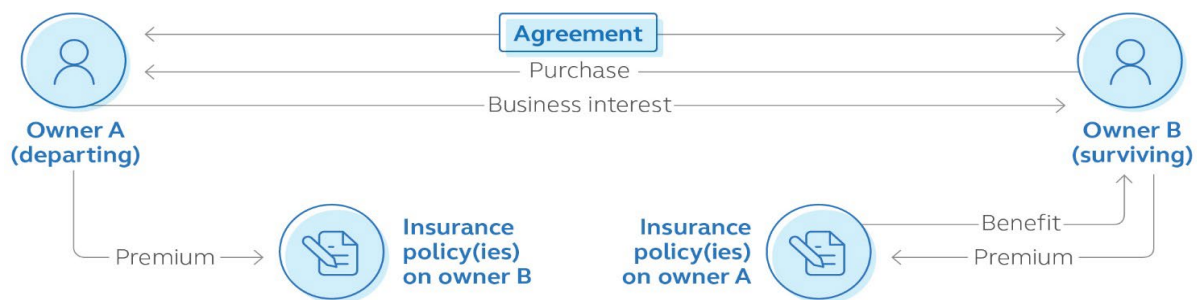 Agreement
Purchase
Business interest
Owner A
(departing)
Owner B
(surviving)
Premium
Insurance
policy(ies)
on owner B
Insurance
policy(ies)
on owner A
Benefit
Premium